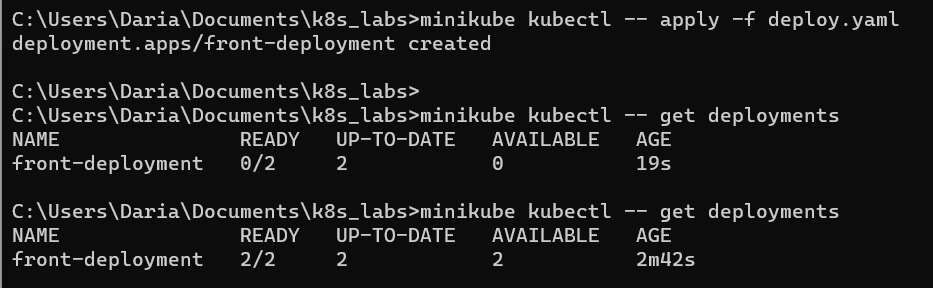 C:\Users\Daria\Documents\k8s_labs>minikube kubectl -- apply -f deploy.yaml
deployment.apps/front-deployment created
C:\Users\Daria\Documents\k8s_labs>
C:\Users\Daria\Documents\k8s_labs>minikube kubectl -- get deployments
NAME READY UP-TO-DATE AVAILABLE AGE
front-deployment 0/2 2 0 19s
C:\Users\Daria\Documents\k8s_labs>minikube kubectl -- get deployments
NAME READY UP-TO-DATE AVAILABLE AGE
front-deployment 2/2 2 2 2m42s